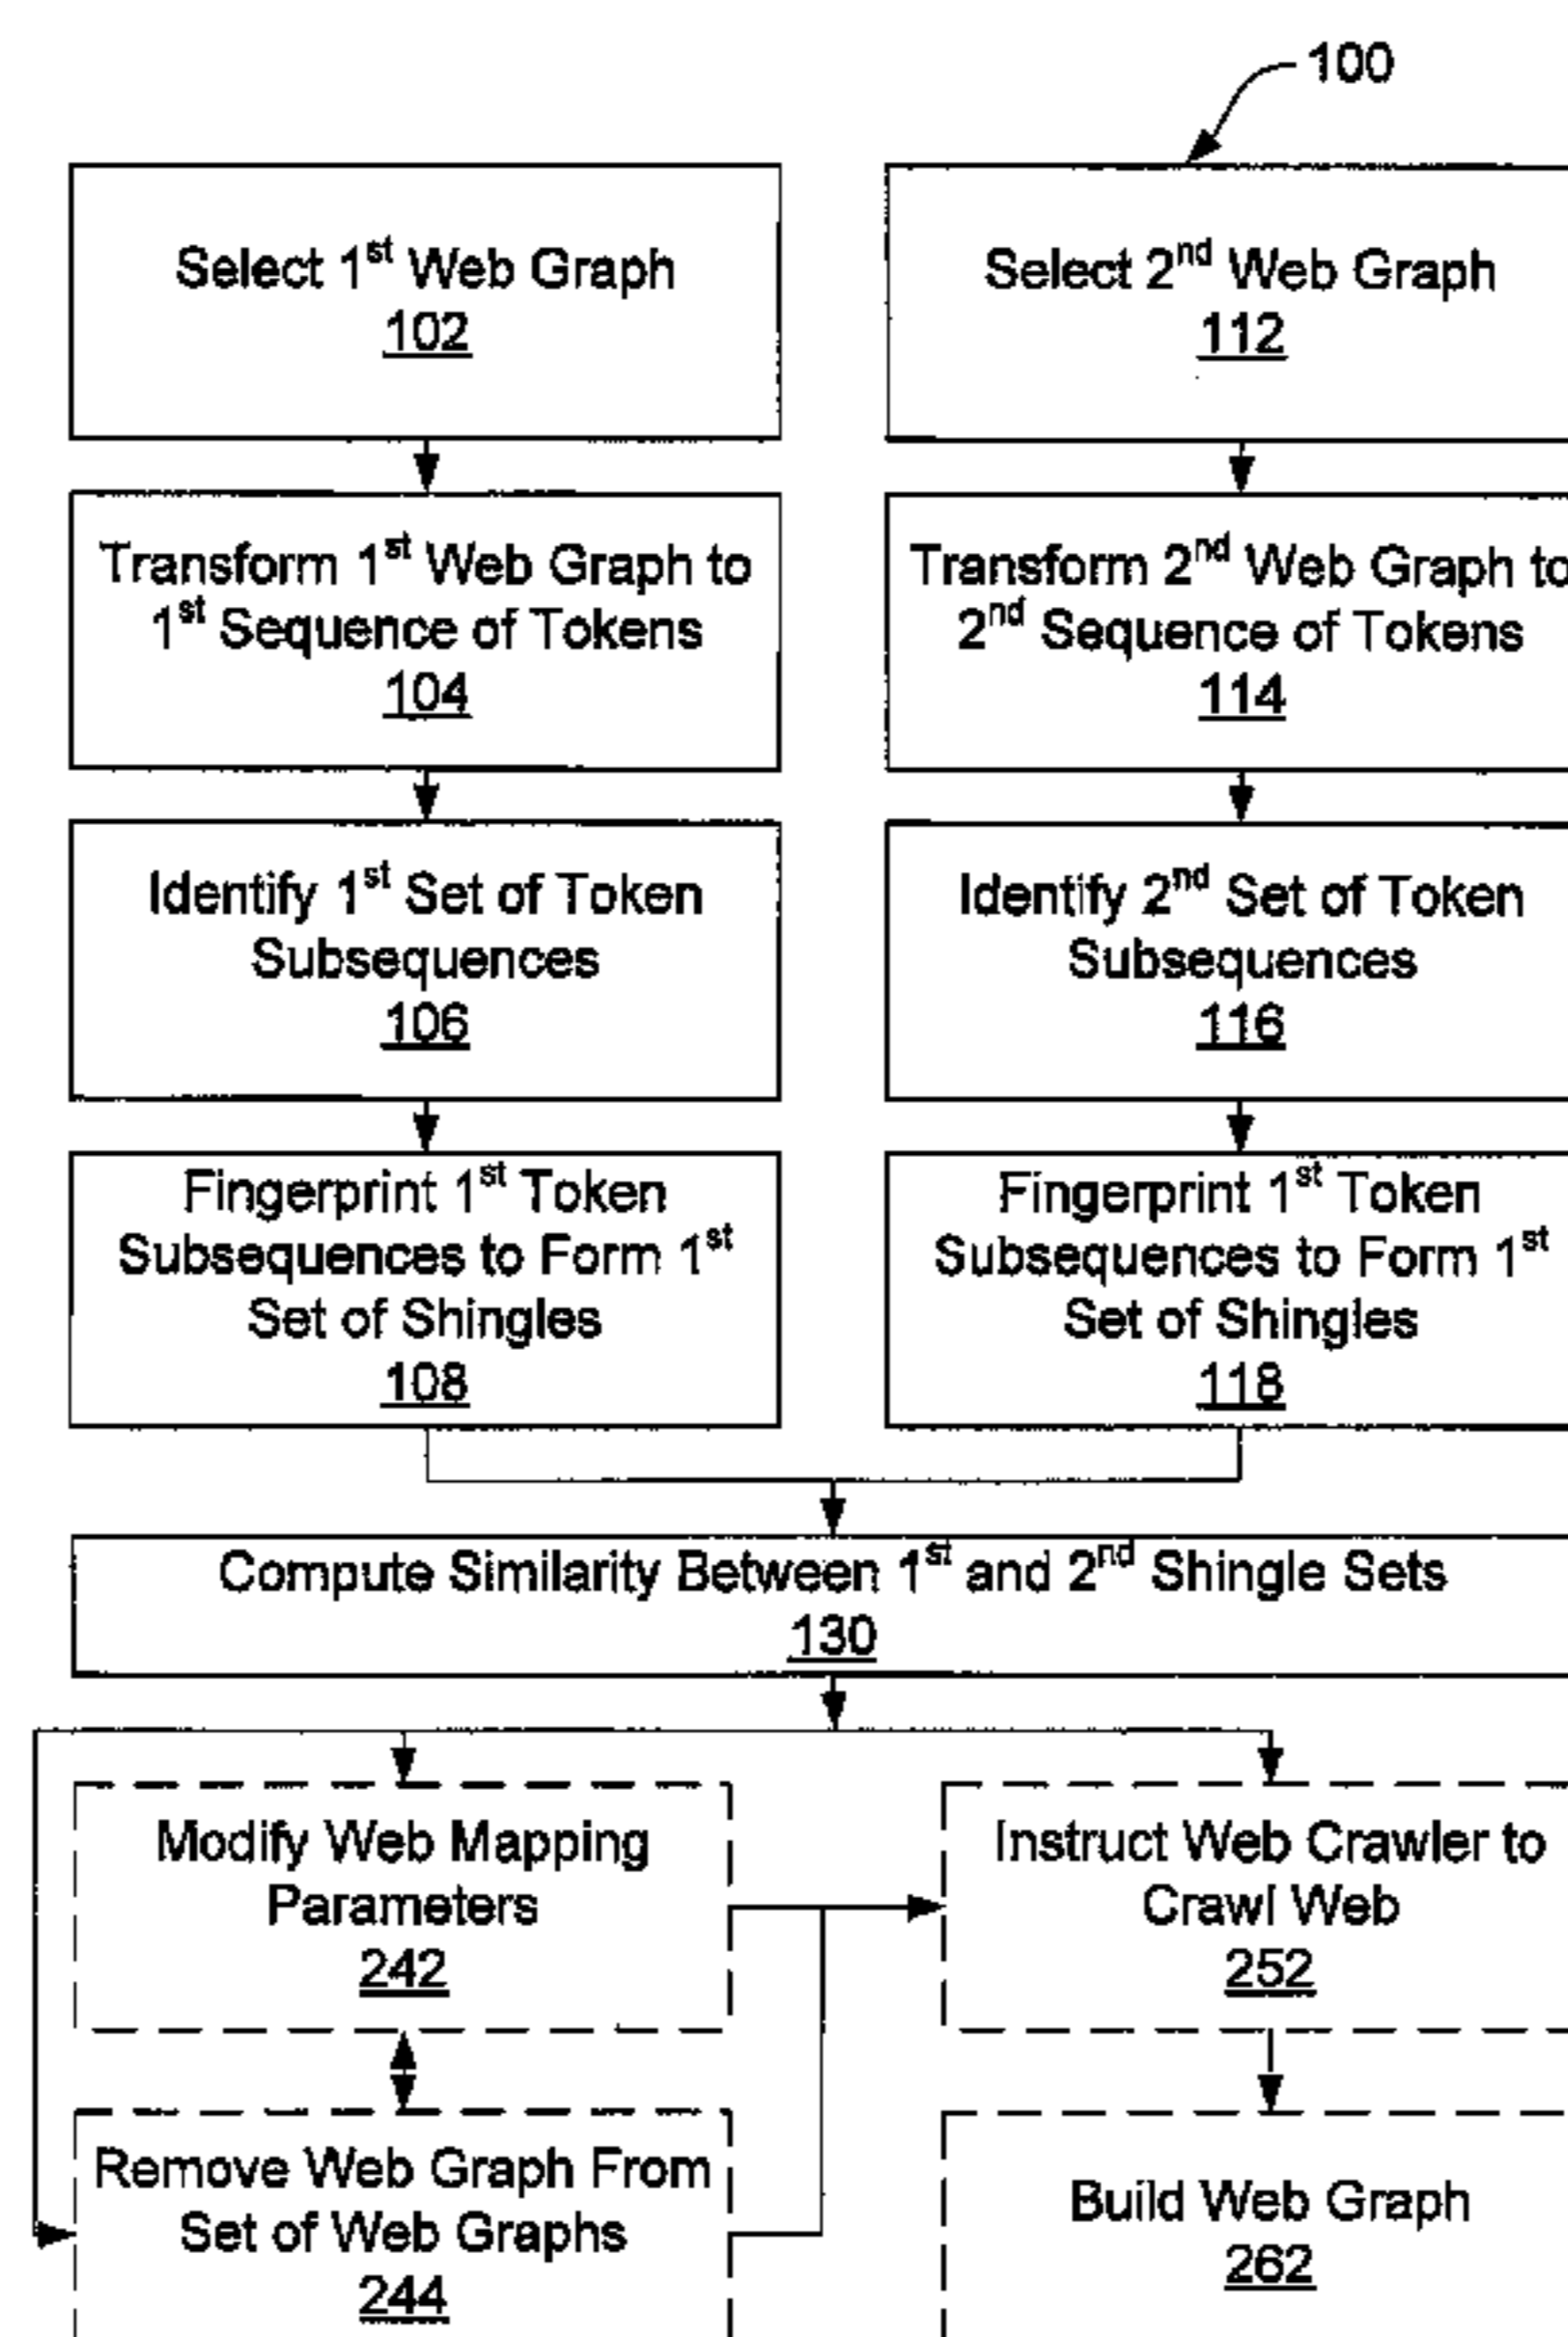 100
Select 1st Web Graph
102
Select 2nd Web Graph
112
Transform 1st Web Graph to
1st Sequence of Tokens
104
Transform 2nd Web Graph to
2nd Sequence of Tokens
114
Identify 1st Set of Token
Subsequences
106
Identify 2nd Set of Token
Subsequences
116
Fingerprint 1st Token
Subsequences to Form 1st
Set of Shingles
108
Fingerprint 1st Token
Subsequences to Form 1st
Set of Shingles
118
Compute Similarity Between 1st and 2nd Shingle Sets
130
Modify Web Mapping
Parameters
242
Instruct Web Crawler to
Crawl Web
252
Remove Web Graph From
Set of Web Graphs
244
Build Web Graph
262